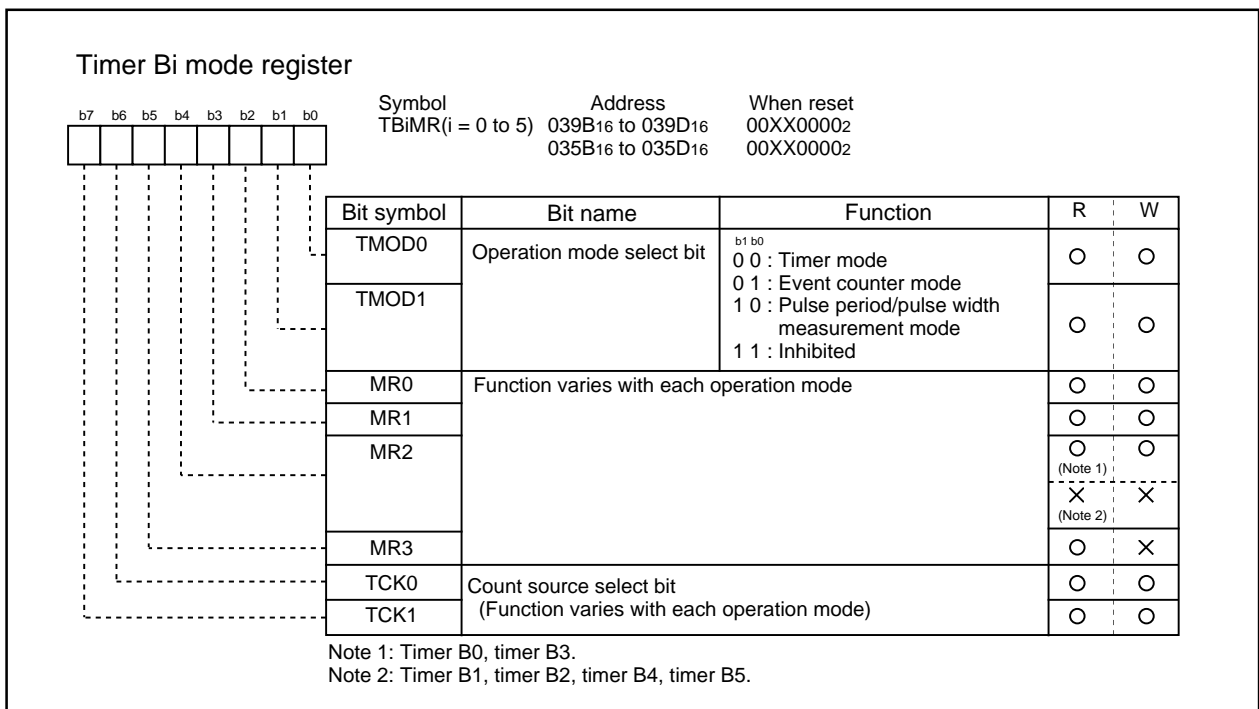 Timer Bi mode register
b7 b6 b5 b4 b3 b2 b1 b0
Symbol Address When reset
TBiMR(i = 0 to 5) 039B16 to 039D16 00XX00002
035B16 to 035D16 00XX00002
Bit symbol Bit name Function R W
TMOD0 Operation mode select bit b1 b0
0 0 : Timer mode
0 1 : Event counter mode
TMOD1 1 0 : Pulse period/pulse width
measurement mode
1 1 : Inhibited
MR0 Function varies with each operation mode
MR1
MR2
(Note 1)
(Note 2)
MR3
TCK0 Count source select bit
TCK1 (Function varies with each operation mode)
Note 1: Timer B0, timer B3.
Note 2: Timer B1, timer B2, timer B4, timer B5.